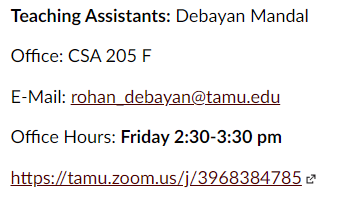 Teaching Assistants: Debayan Mandal
Office: CSA 205 F
E-Mail: rohan_debayan@tamu.edu
Office Hours: Friday 2:30-3:30 pm
https://tamu.zoom.us/j/3968384785